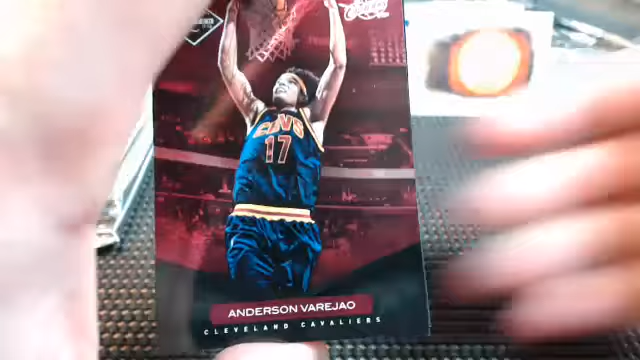 CAVS
17
ANDERSON VAREJAO
CLEVELAND CAVALIERS